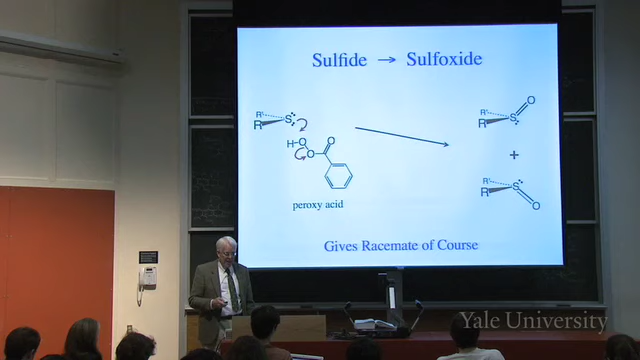 Sulfide → Sulfoxide
R'
R
S
H-O
O
O
peroxy acid
R'
R
S
O
+
R'
R
S
O
Gives Racemate of Course
Yale University